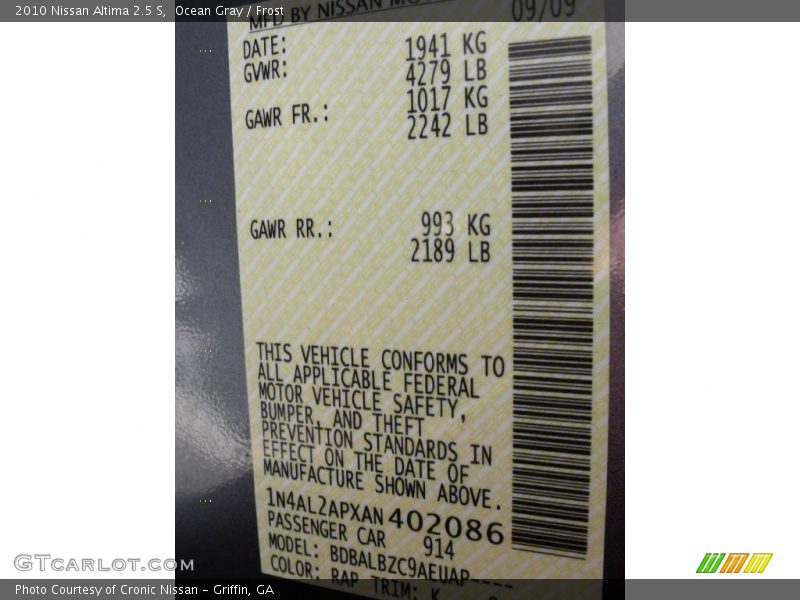 2010 Nissan Altima 2.5 S,  Ocean Gray / Frost
MFD BY NISSAN
DATE: 09/09
GVWR: 1941 KG
4279 LB
GAWR FR.: 1017 KG
2242 LB
GAWR RR.: 993 KG
2189 LB
THIS VEHICLE CONFORMS TO
ALL APPLICABLE FEDERAL
MOTOR VEHICLE SAFETY,
BUMPER, AND THEFT
PREVENTION STANDARDS IN
EFFECT ON THE DATE OF
MANUFACTURE SHOWN ABOVE.
1N4AL2APXAN402086
PASSENGER CAR 914
MODEL: BDBALBZC9AEUAP----
COLOR: RAP TRIM: K
GTCARLOT.COM
Photo Courtesy of Cronic Nissan - Griffin, GA